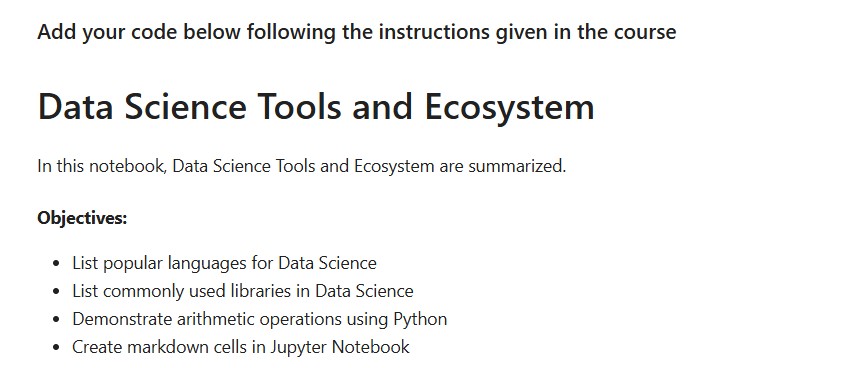 Add your code below following the instructions given in the course
Data Science Tools and Ecosystem
In this notebook, Data Science Tools and Ecosystem are summarized.
Objectives:
• List popular languages for Data Science
• List commonly used libraries in Data Science
• Demonstrate arithmetic operations using Python
• Create markdown cells in Jupyter Notebook